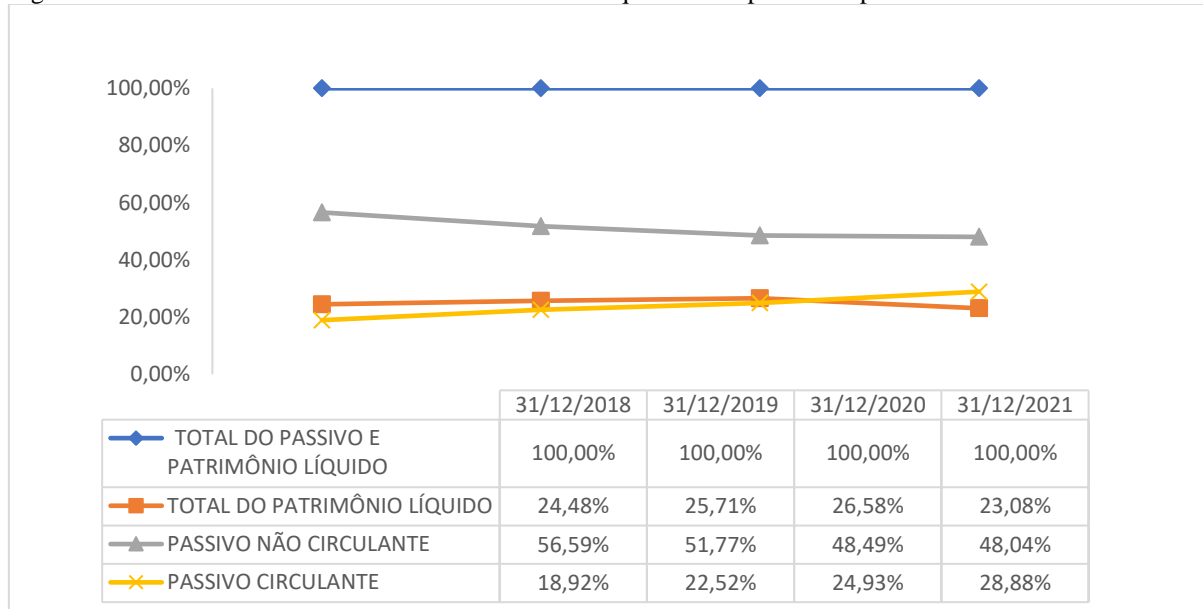 100,00%
80,00%
60,00%
40,00%
20,00%
0,00%
31/12/2018 31/12/2019 31/12/2020 31/12/2021
TOTAL DO PASSIVO E
PATRIMÔNIO LÍQUIDO 100,00% 100,00% 100,00% 100,00%
TOTAL DO PATRIMÔNIO LÍQUIDO 24,48% 25,71% 26,58% 23,08%
PASSIVO NÃO CIRCULANTE 56,59% 51,77% 48,49% 48,04%
PASSIVO CIRCULANTE 18,92% 22,52% 24,93% 28,88%